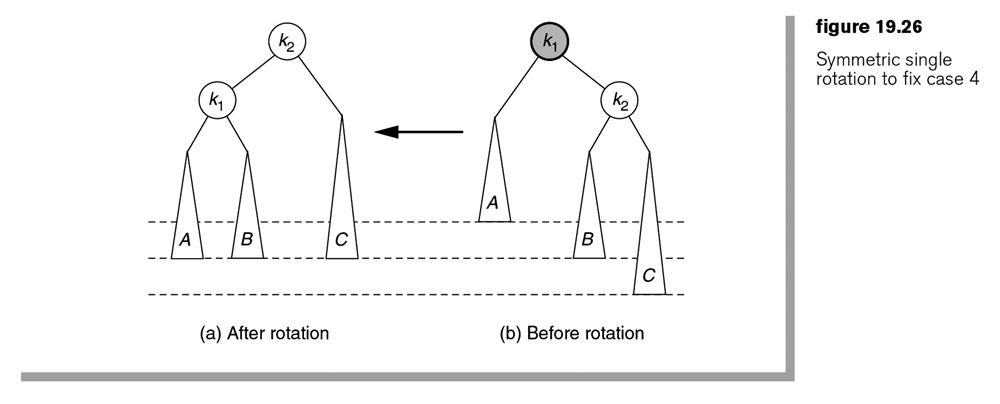 figure 19.26
Symmetric single
rotation to fix case 4
k2
k1
A
B
C
k1
k2
A
B
C
(a) After rotation
(b) Before rotation